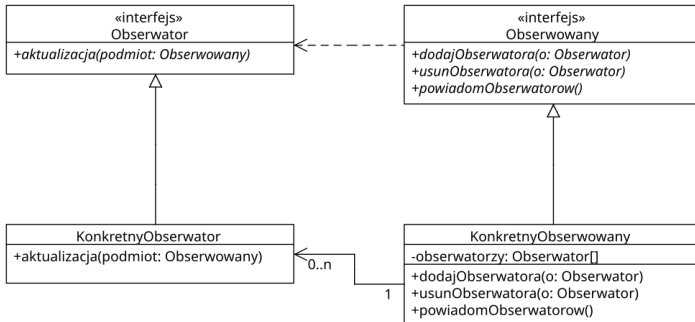 «interfejs»
Obserwator
+aktualizacja(podmiot: Obserwowany)
«interfejs»
Obserwowany
+dodajObserwatora(o: Obserwator)
+usunObserwatora(o: Obserwator)
+powiadomObserwatorow()
KonkretnyObserwator
+aktualizacja(podmiot: Obserwowany)
0..n
1
KonkretnyObserwowany
-obserwatorzy: Obserwator[]
+dodajObserwatora(o: Obserwator)
+usunObserwatora(o: Obserwator)
+powiadomObserwatorow()